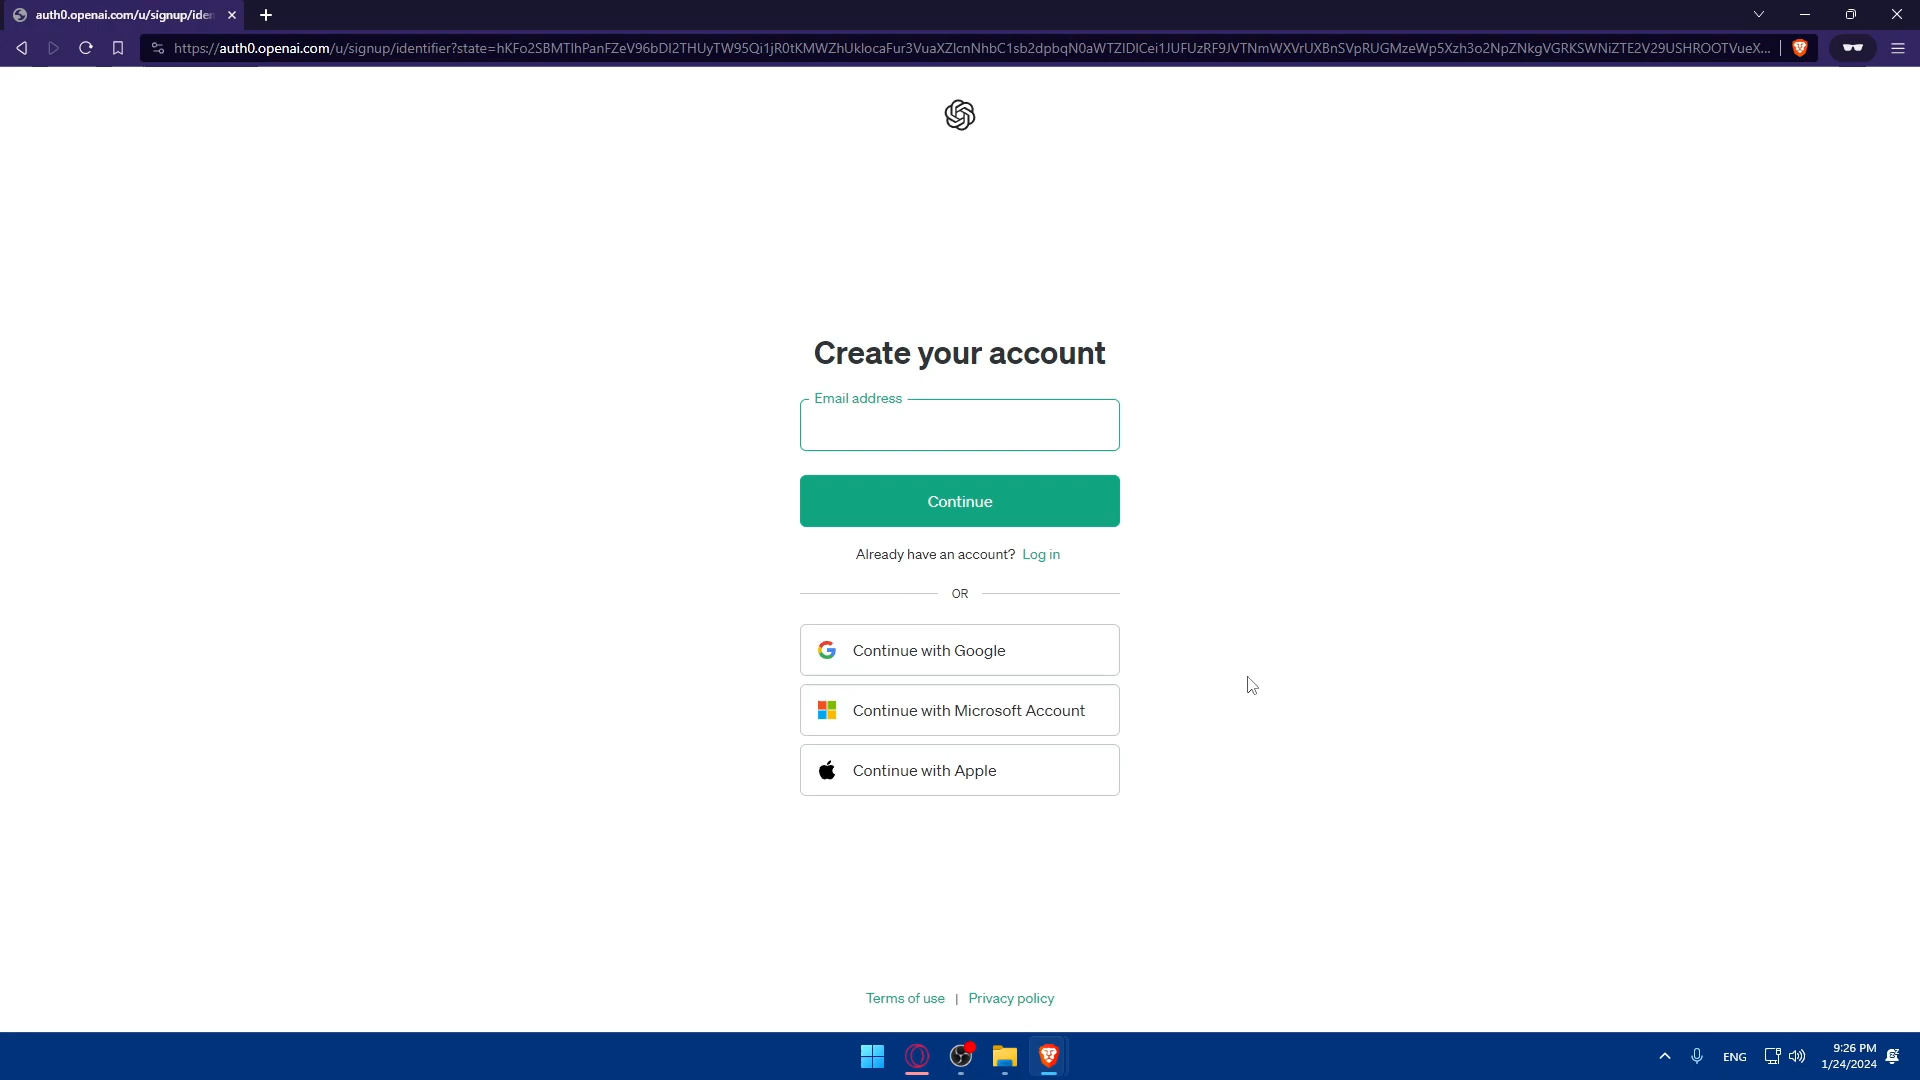 auth0.openai.com/u/signup/iden
https://auth0.openai.com/u/signup/identifier?state=
Create your account
Email address
Continue
Already have an account? Log in
OR
Continue with Google
Continue with Microsoft Account
Continue with Apple
Terms of use | Privacy policy
ENG
9:26 PM
1/24/2024